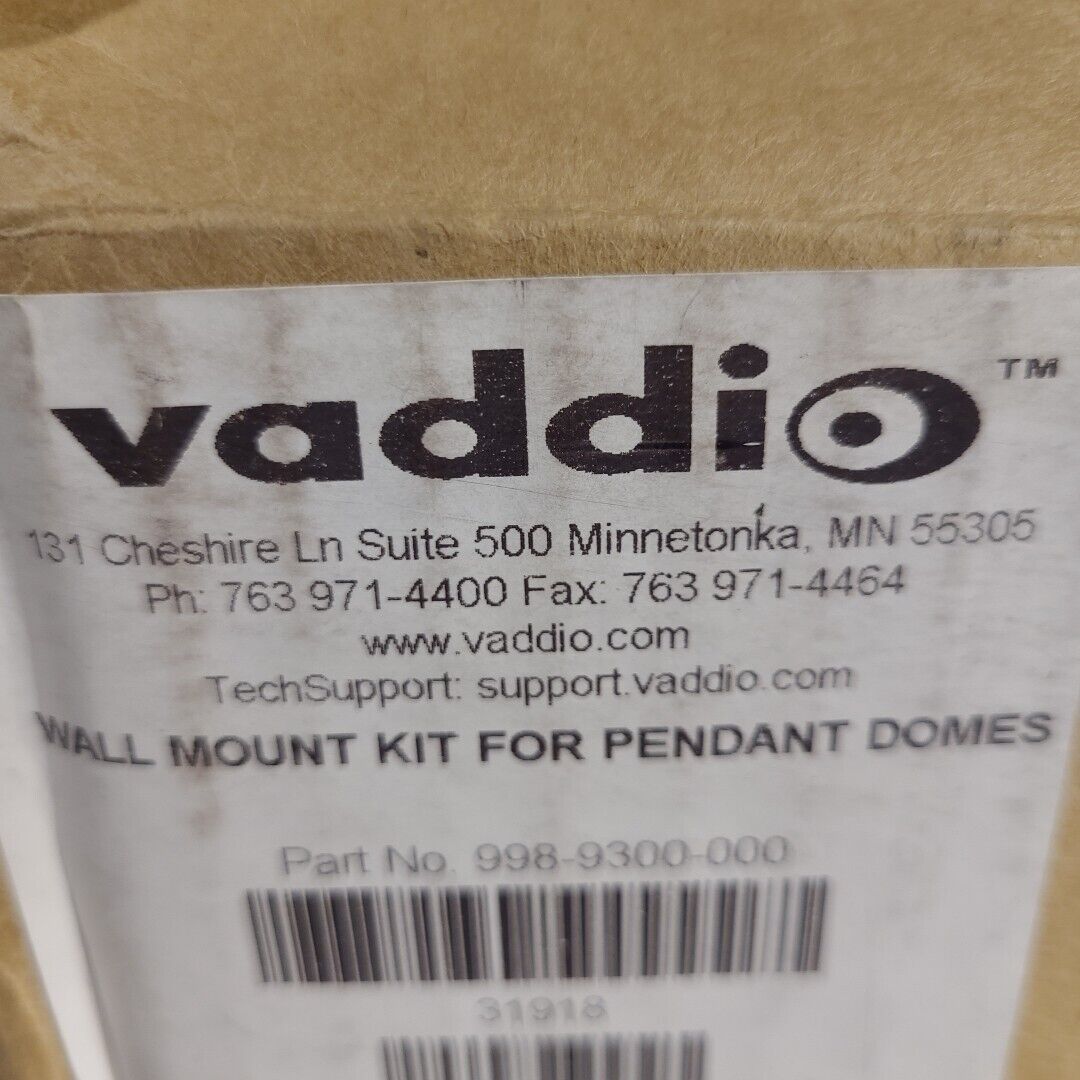 vaddio™
131 Cheshire Ln Suite 500 Minnetonka, MN 55305
Ph: 763 971-4400 Fax: 763 971-4464
www.vaddio.com
TechSupport: support.vaddio.com
WALL MOUNT KIT FOR PENDANT DOMES
Part No. 998-9300-000
31918